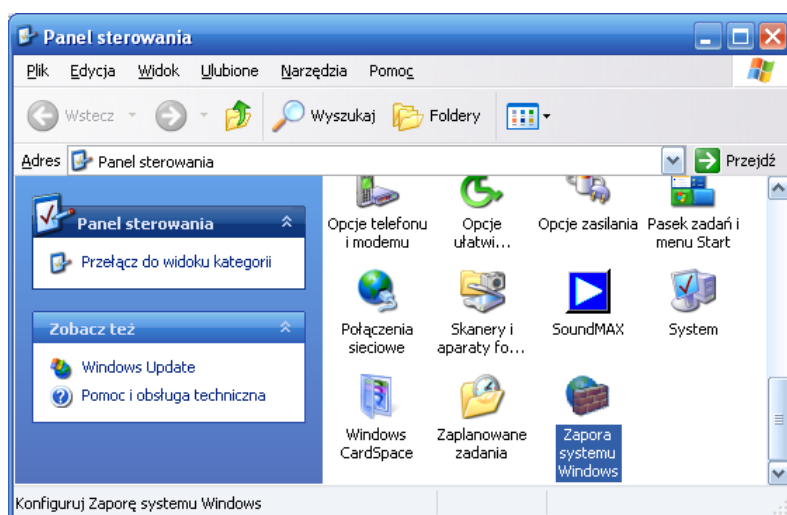 Panel sterowania
Plik Edycja Widok Ulubione Narzędzia Pomoc
Wstecz Wyszukaj Foldery
Adres Panel sterowania Przejdź
Panel sterowania
Przełącz do widoku kategorii
Zobacz też
Windows Update
Pomoc i obsługa techniczna
Opcje telefonu i modemu
Opcje ułatwi...
Opcje zasilania
Pasek zadań i menu Start
Połączenia sieciowe
Skanery i aparaty fo...
SoundMAX
System
Windows CardSpace
Zaplanowane zadania
Zapora systemu Windows
Konfiguruj Zaporę systemu Windows